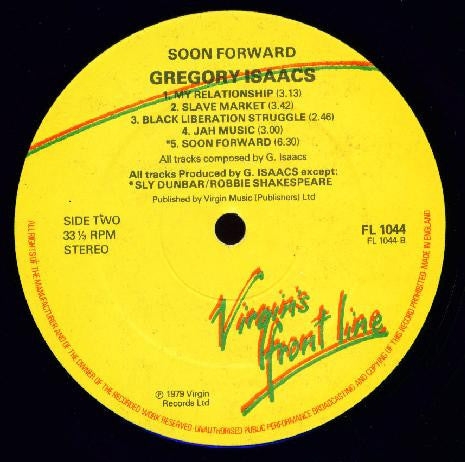 SOON FORWARD
GREGORY ISAACS
1. MY RELATIONSHIP (3.13)
2. SLAVE MARKET (3.42)
3. BLACK LIBERATION STRUGGLE (2.46)
4. JAH MUSIC (3.00)
*5. SOON FORWARD (6.30)
All tracks composed by G. Isaacs
All tracks Produced by G. ISAACS except:
*SLY DUNBAR/ROBBIE SHAKESPEARE
Published by Virgin Music (Publishers) Ltd
SIDE TWO
33⅓ RPM
STEREO
FL 1044
FL 1044-B
Virgin's
front line
℗ 1979 Virgin
Records Ltd
ALL RIGHTS OF THE MANUFACTURER AND OF THE OWNER OF THE RECORDED WORK RESERVED. UNAUTHORISED PUBLIC PERFORMANCE BROADCASTING AND COPYING OF THIS RECORD PROHIBITED. MADE IN ENGLAND